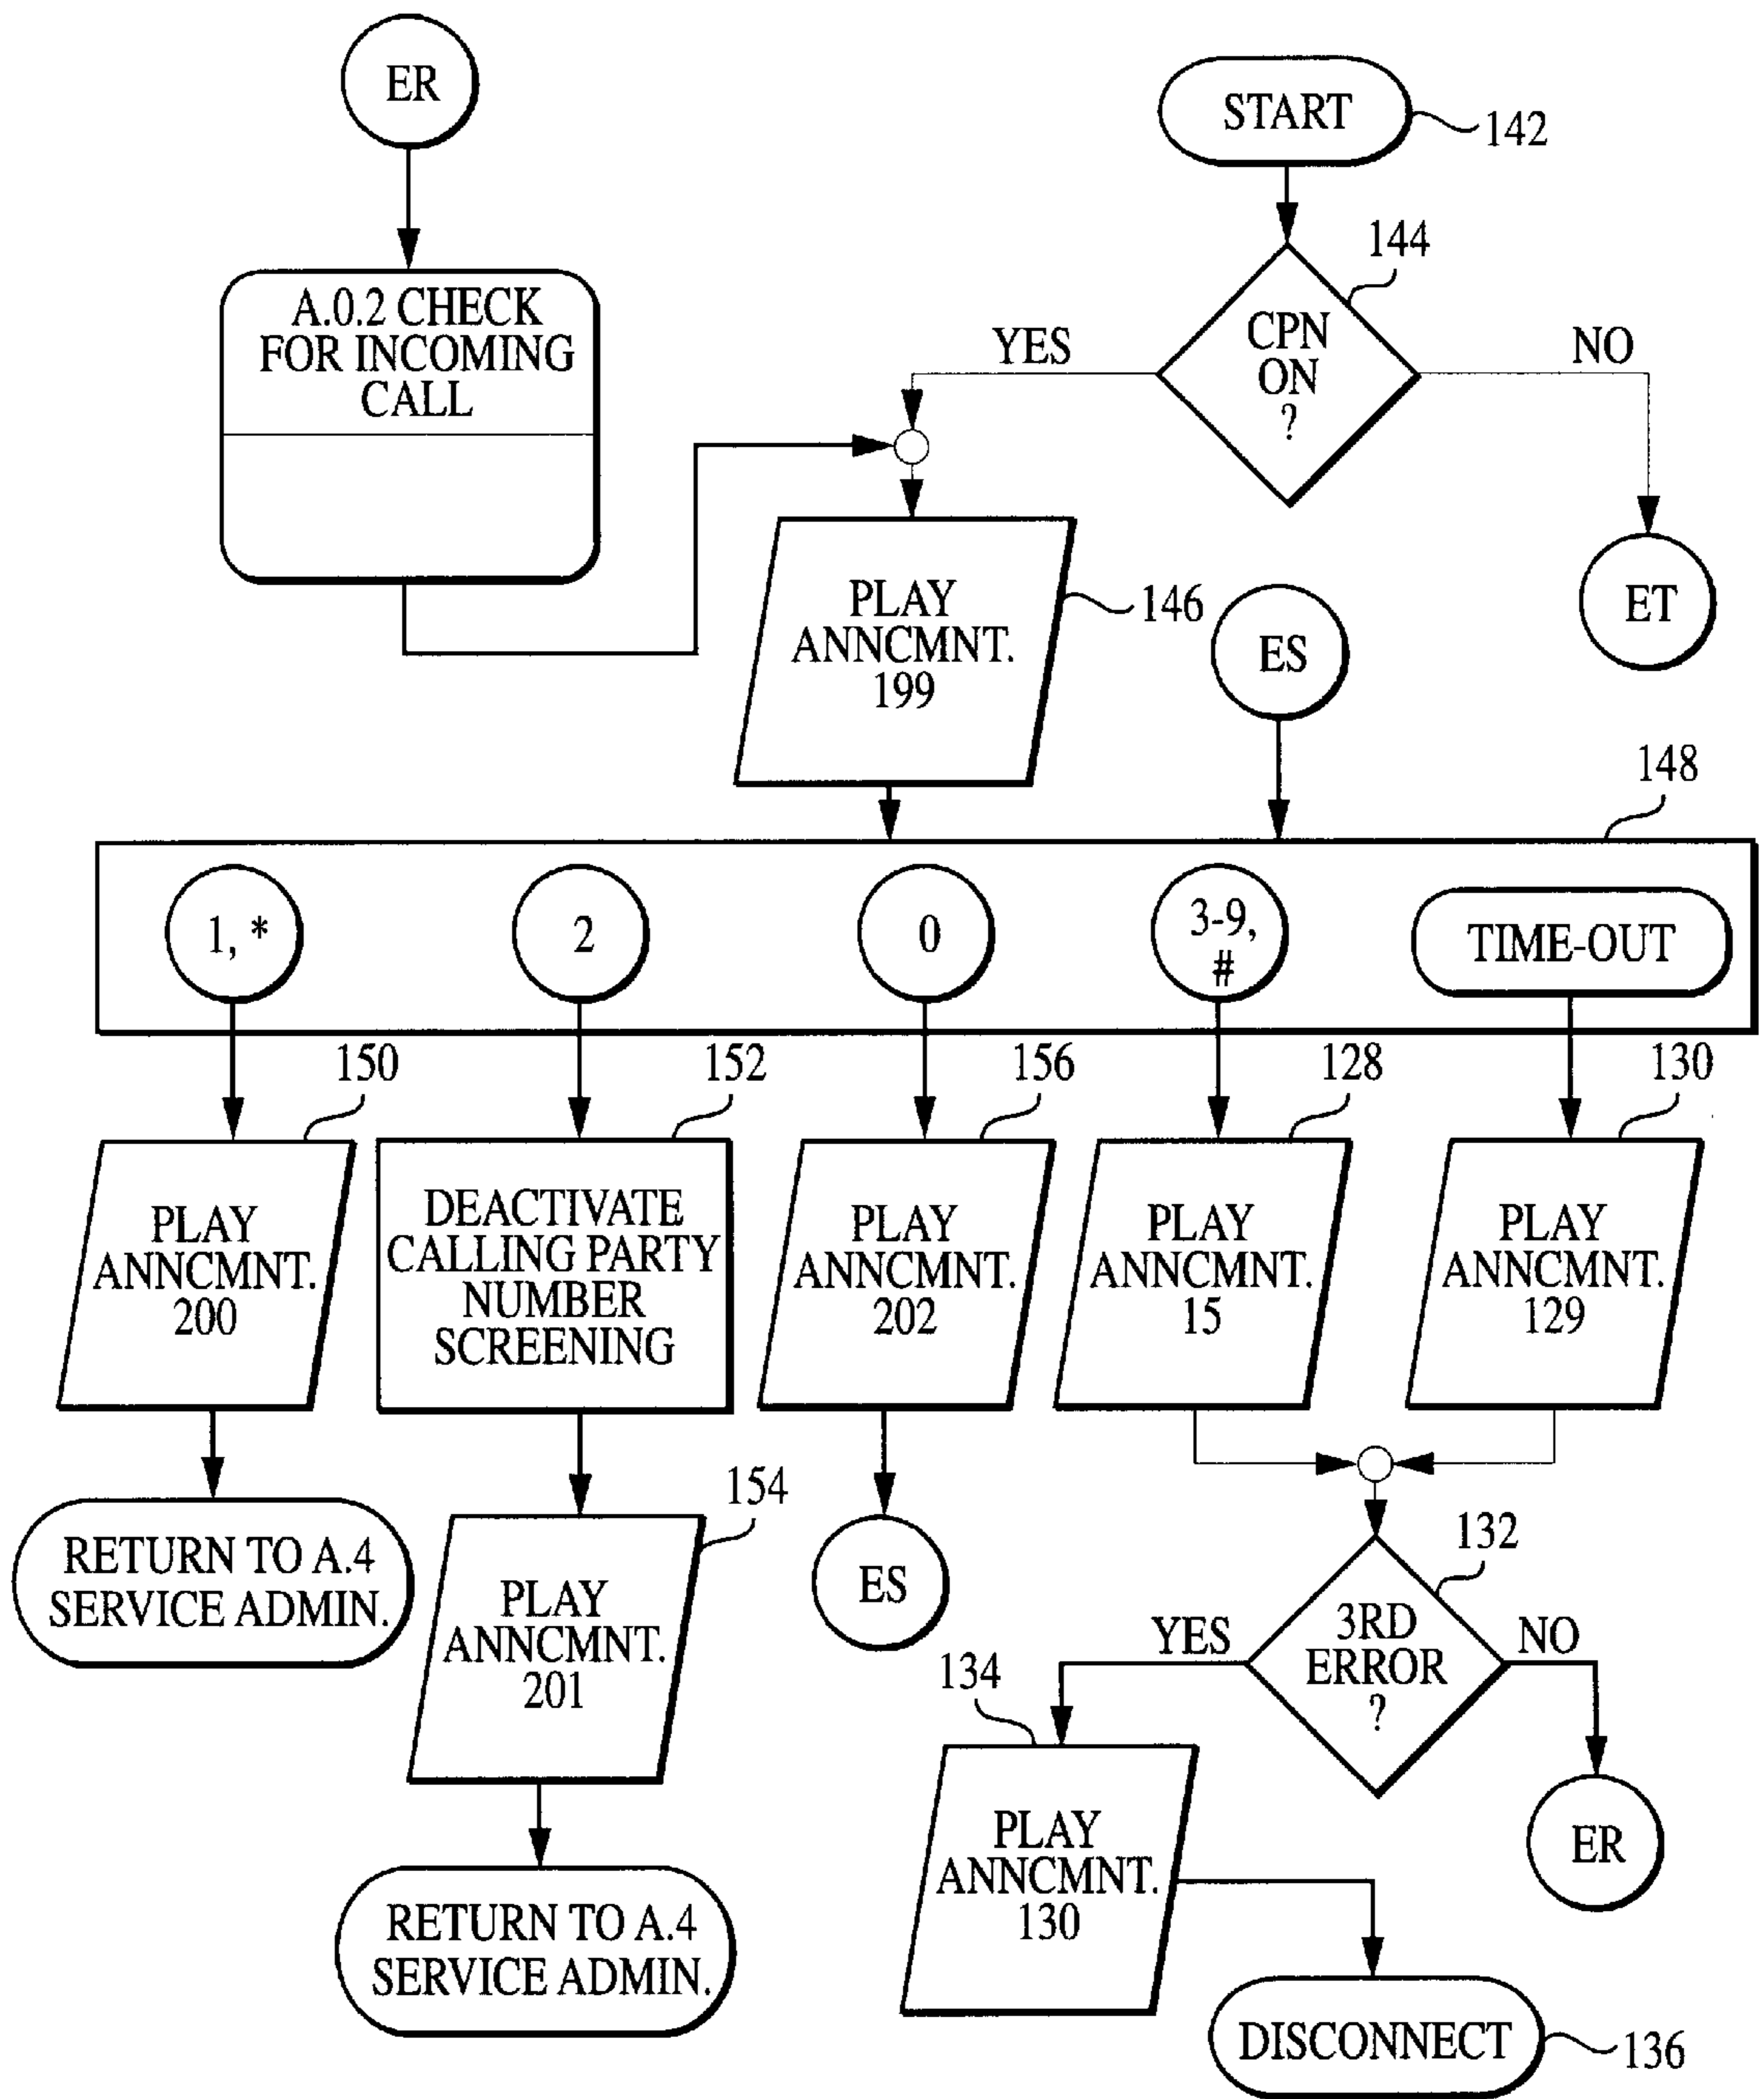 ER
START
142
A.0.2 CHECK
FOR INCOMING
CALL
144
YES
CPN
ON
?
NO
PLAY
ANNCMNT.
199
146
ES
ET
148
1, *
2
0
3-9,
#
TIME-OUT
150
152
156
128
130
PLAY
ANNCMNT.
200
DEACTIVATE
CALLING PARTY
NUMBER
SCREENING
PLAY
ANNCMNT.
202
PLAY
ANNCMNT.
15
PLAY
ANNCMNT.
129
RETURN TO A.4
SERVICE ADMIN.
154
PLAY
ANNCMNT.
201
ES
132
YES
3RD
ERROR
?
NO
134
PLAY
ANNCMNT.
130
ER
RETURN TO A.4
SERVICE ADMIN.
DISCONNECT
136